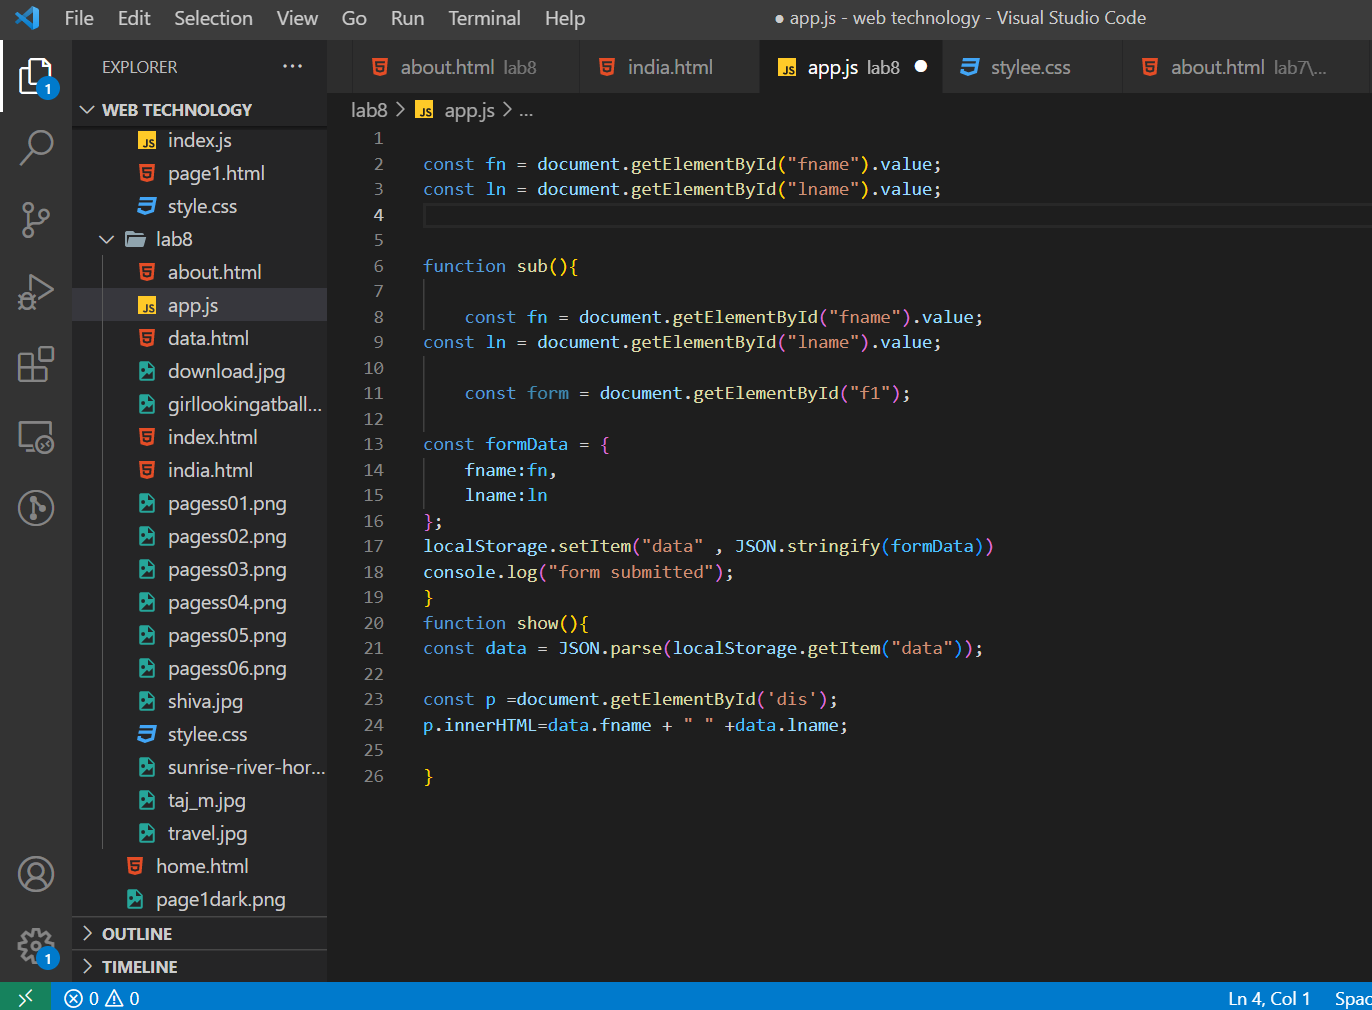 File Edit Selection View Go Run Terminal Help ● app.js - web technology - Visual Studio Code
EXPLORER ...
about.html lab8 india.html JS app.js lab8 ● stylee.css about.html lab7\...
WEB TECHNOLOGY
JS index.js
page1.html
style.css
lab8
about.html
JS app.js
data.html
download.jpg
girllookingatball...
index.html
india.html
pagess01.png
pagess02.png
pagess03.png
pagess04.png
pagess05.png
pagess06.png
shiva.jpg
stylee.css
sunrise-river-hor...
taj_m.jpg
travel.jpg
home.html
page1dark.png
OUTLINE
TIMELINE
1
1
lab8 > JS app.js > ...
1
2 const fn = document.getElementById("fname").value;
3 const ln = document.getElementById("lname").value;
4
5
6 function sub(){
7
8     const fn = document.getElementById("fname").value;
9 const ln = document.getElementById("lname").value;
10
11     const form = document.getElementById("f1");
12
13 const formData = {
14     fname:fn,
15     lname:ln
16 };
17 localStorage.setItem("data" , JSON.stringify(formData))
18 console.log("form submitted");
19 }
20 function show(){
21 const data = JSON.parse(localStorage.getItem("data"));
22
23 const p =document.getElementById('dis');
24 p.innerHTML=data.fname + " " +data.lname;
25
26 }
0 0 Ln 4, Col 1 Spac